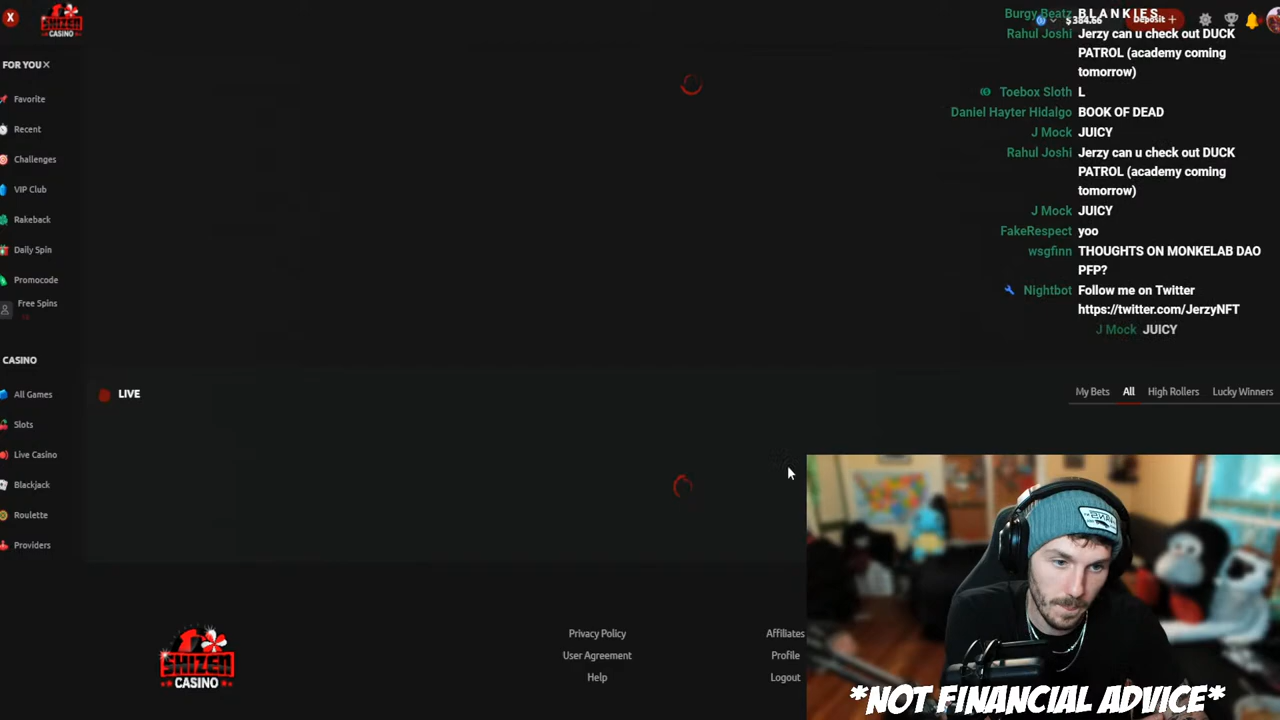 X
SHIZEN
CASINO
FOR YOU ×
Favorite
Recent
Challenges
VIP Club
Rakeback
Daily Spin
Promocode
Free Spins
CASINO
All Games
Slots
Live Casino
Blackjack
Roulette
Providers
$384.66
Deposit +
Burgy Beatz BLANKIES
Rahul Joshi Jerzy can u check out DUCK
PATROL (academy coming
tomorrow)
Toebox Sloth L
Daniel Hayter Hidalgo BOOK OF DEAD
J Mock JUICY
Rahul Joshi Jerzy can u check out DUCK
PATROL (academy coming
tomorrow)
J Mock JUICY
FakeRespect yoo
wsgfinn THOUGHTS ON MONKELAB DAO
PFP?
Nightbot Follow me on Twitter
https://twitter.com/JerzyNFT
J Mock JUICY
LIVE
My Bets All High Rollers Lucky Winners
SHIZEN
CASINO
Privacy Policy
User Agreement
Help
Affiliates
Profile
Logout
*NOT FINANCIAL ADVICE*